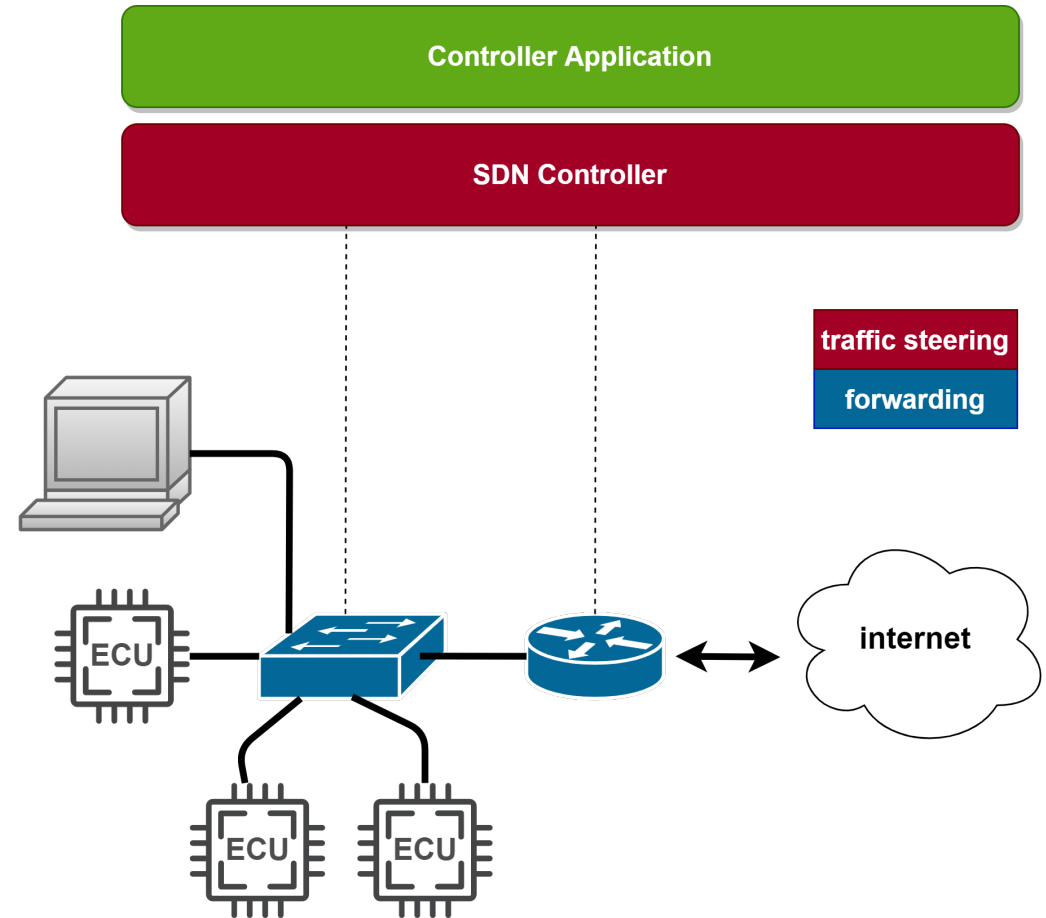 Controller Application
SDN Controller
traffic steering
forwarding
internet
ECU
ECU
ECU